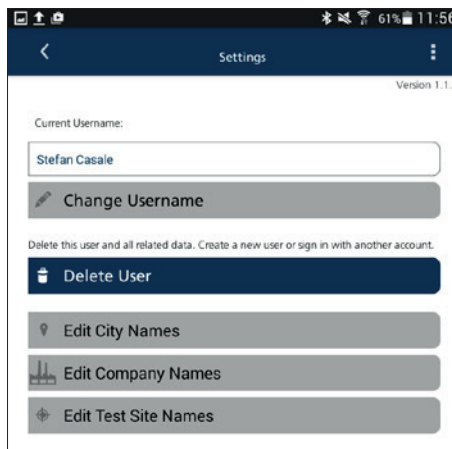 61% 11:56
Settings
Version 1.1.
Current Username:
Stefan Casale
Change Username
Delete this user and all related data. Create a new user or sign in with another account.
Delete User
Edit City Names
Edit Company Names
Edit Test Site Names